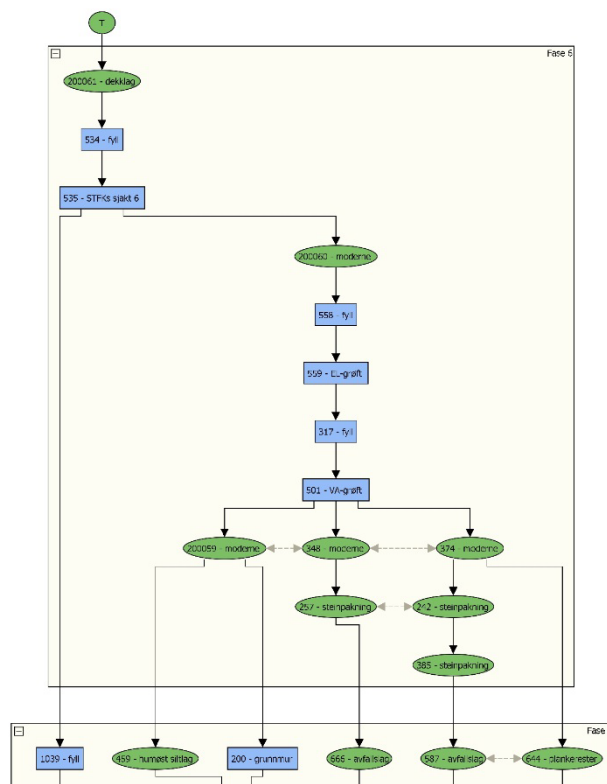 T
Fase 6
200061 - dekklag
534 - fyll
535 - STFKs sjakt 6
200060 - moderne
558 - fyll
559 - EL-grøft
317 - fyll
501 - VA-grøft
200059 - moderne
348 - moderne
374 - moderne
257 - steinpakning
242 - steinpakning
385 - steinpakning
Fase
1039 - fyll
459 - humøst siltlag
200 - grunnmur
566 - avfallslag
587 - avfallslag
644 - plankerester